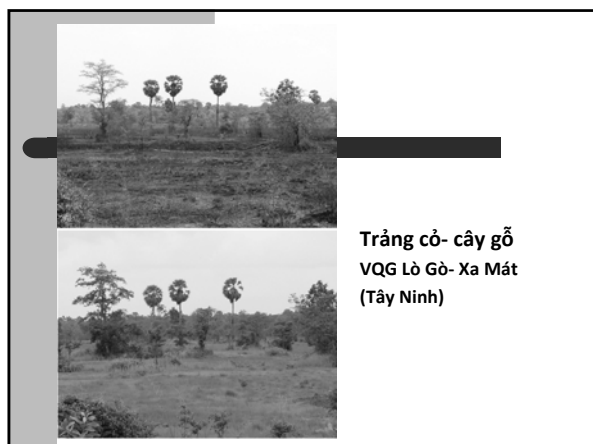 Trảng cỏ- cây gỗ
VQG Lò Gò- Xa Mát
(Tây Ninh)